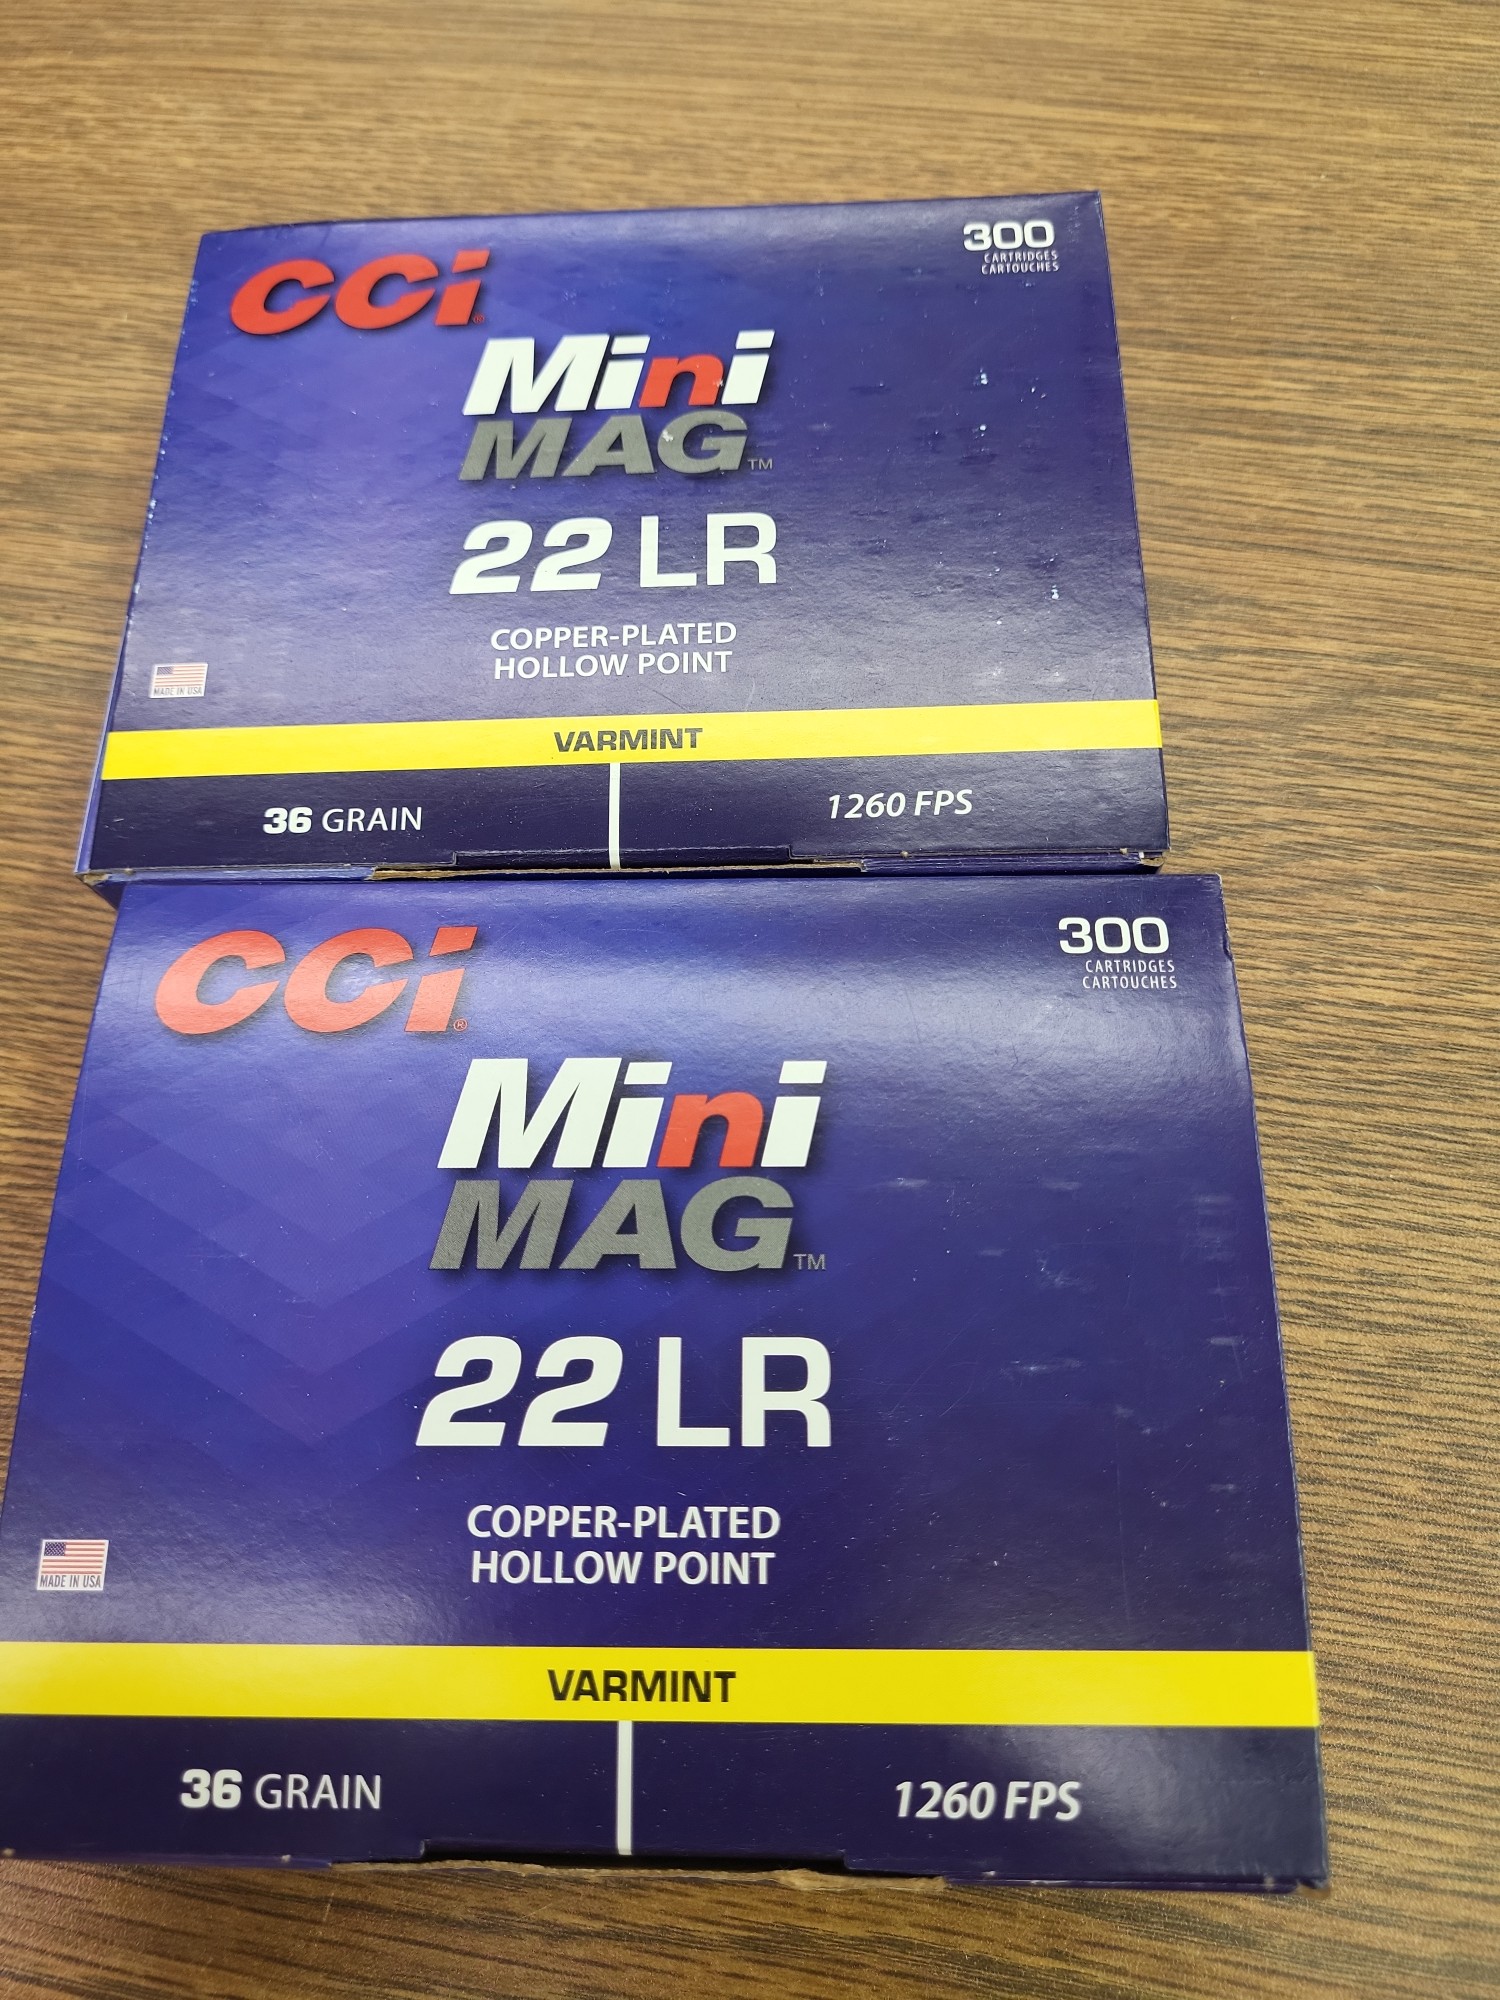 CCi®
300
CARTRIDGES
CARTOUCHES
Mini
MAG™
22 LR
COPPER-PLATED
HOLLOW POINT
MADE IN USA
VARMINT
36 GRAIN
1260 FPS
CCi®
300
CARTRIDGES
CARTOUCHES
Mini
MAG™
22 LR
COPPER-PLATED
HOLLOW POINT
MADE IN USA
VARMINT
36 GRAIN
1260 FPS